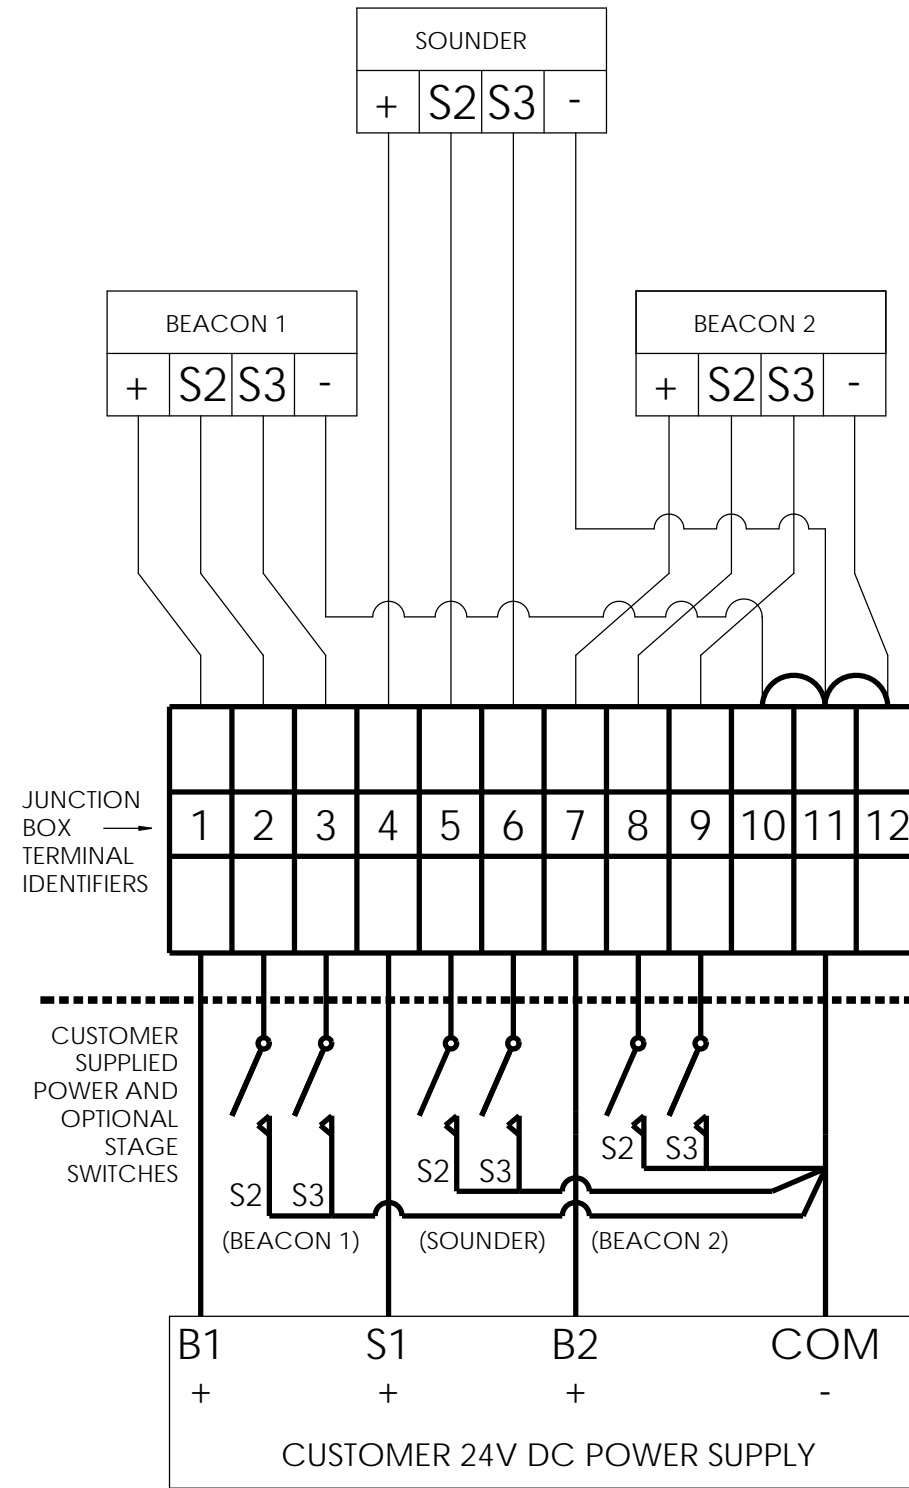 SOUNDER
+ S2 S3 -
BEACON 1
+ S2 S3 -
BEACON 2
+ S2 S3 -
JUNCTION
BOX
TERMINAL
IDENTIFIERS
1 2 3 4 5 6 7 8 9 10 11 12
CUSTOMER
SUPPLIED
POWER AND
OPTIONAL
STAGE
SWITCHES
S2 S3
(BEACON 1)
S2 S3
(SOUNDER)
S2 S3
(BEACON 2)
B1 S1 B2 COM
+ + + -
CUSTOMER 24V DC POWER SUPPLY